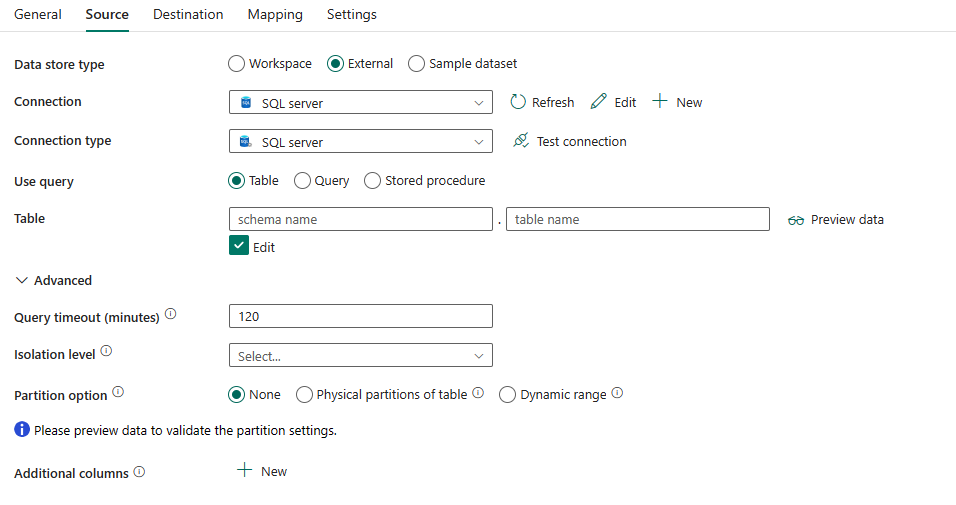 General Source Destination Mapping Settings
Data store type Workspace External Sample dataset
Connection SQL server Refresh Edit New
Connection type SQL server Test connection
Use query Table Query Stored procedure
Table schema name . table name Preview data
Edit
Advanced
Query timeout (minutes) 120
Isolation level Select...
Partition option None Physical partitions of table Dynamic range
Please preview data to validate the partition settings.
Additional columns New